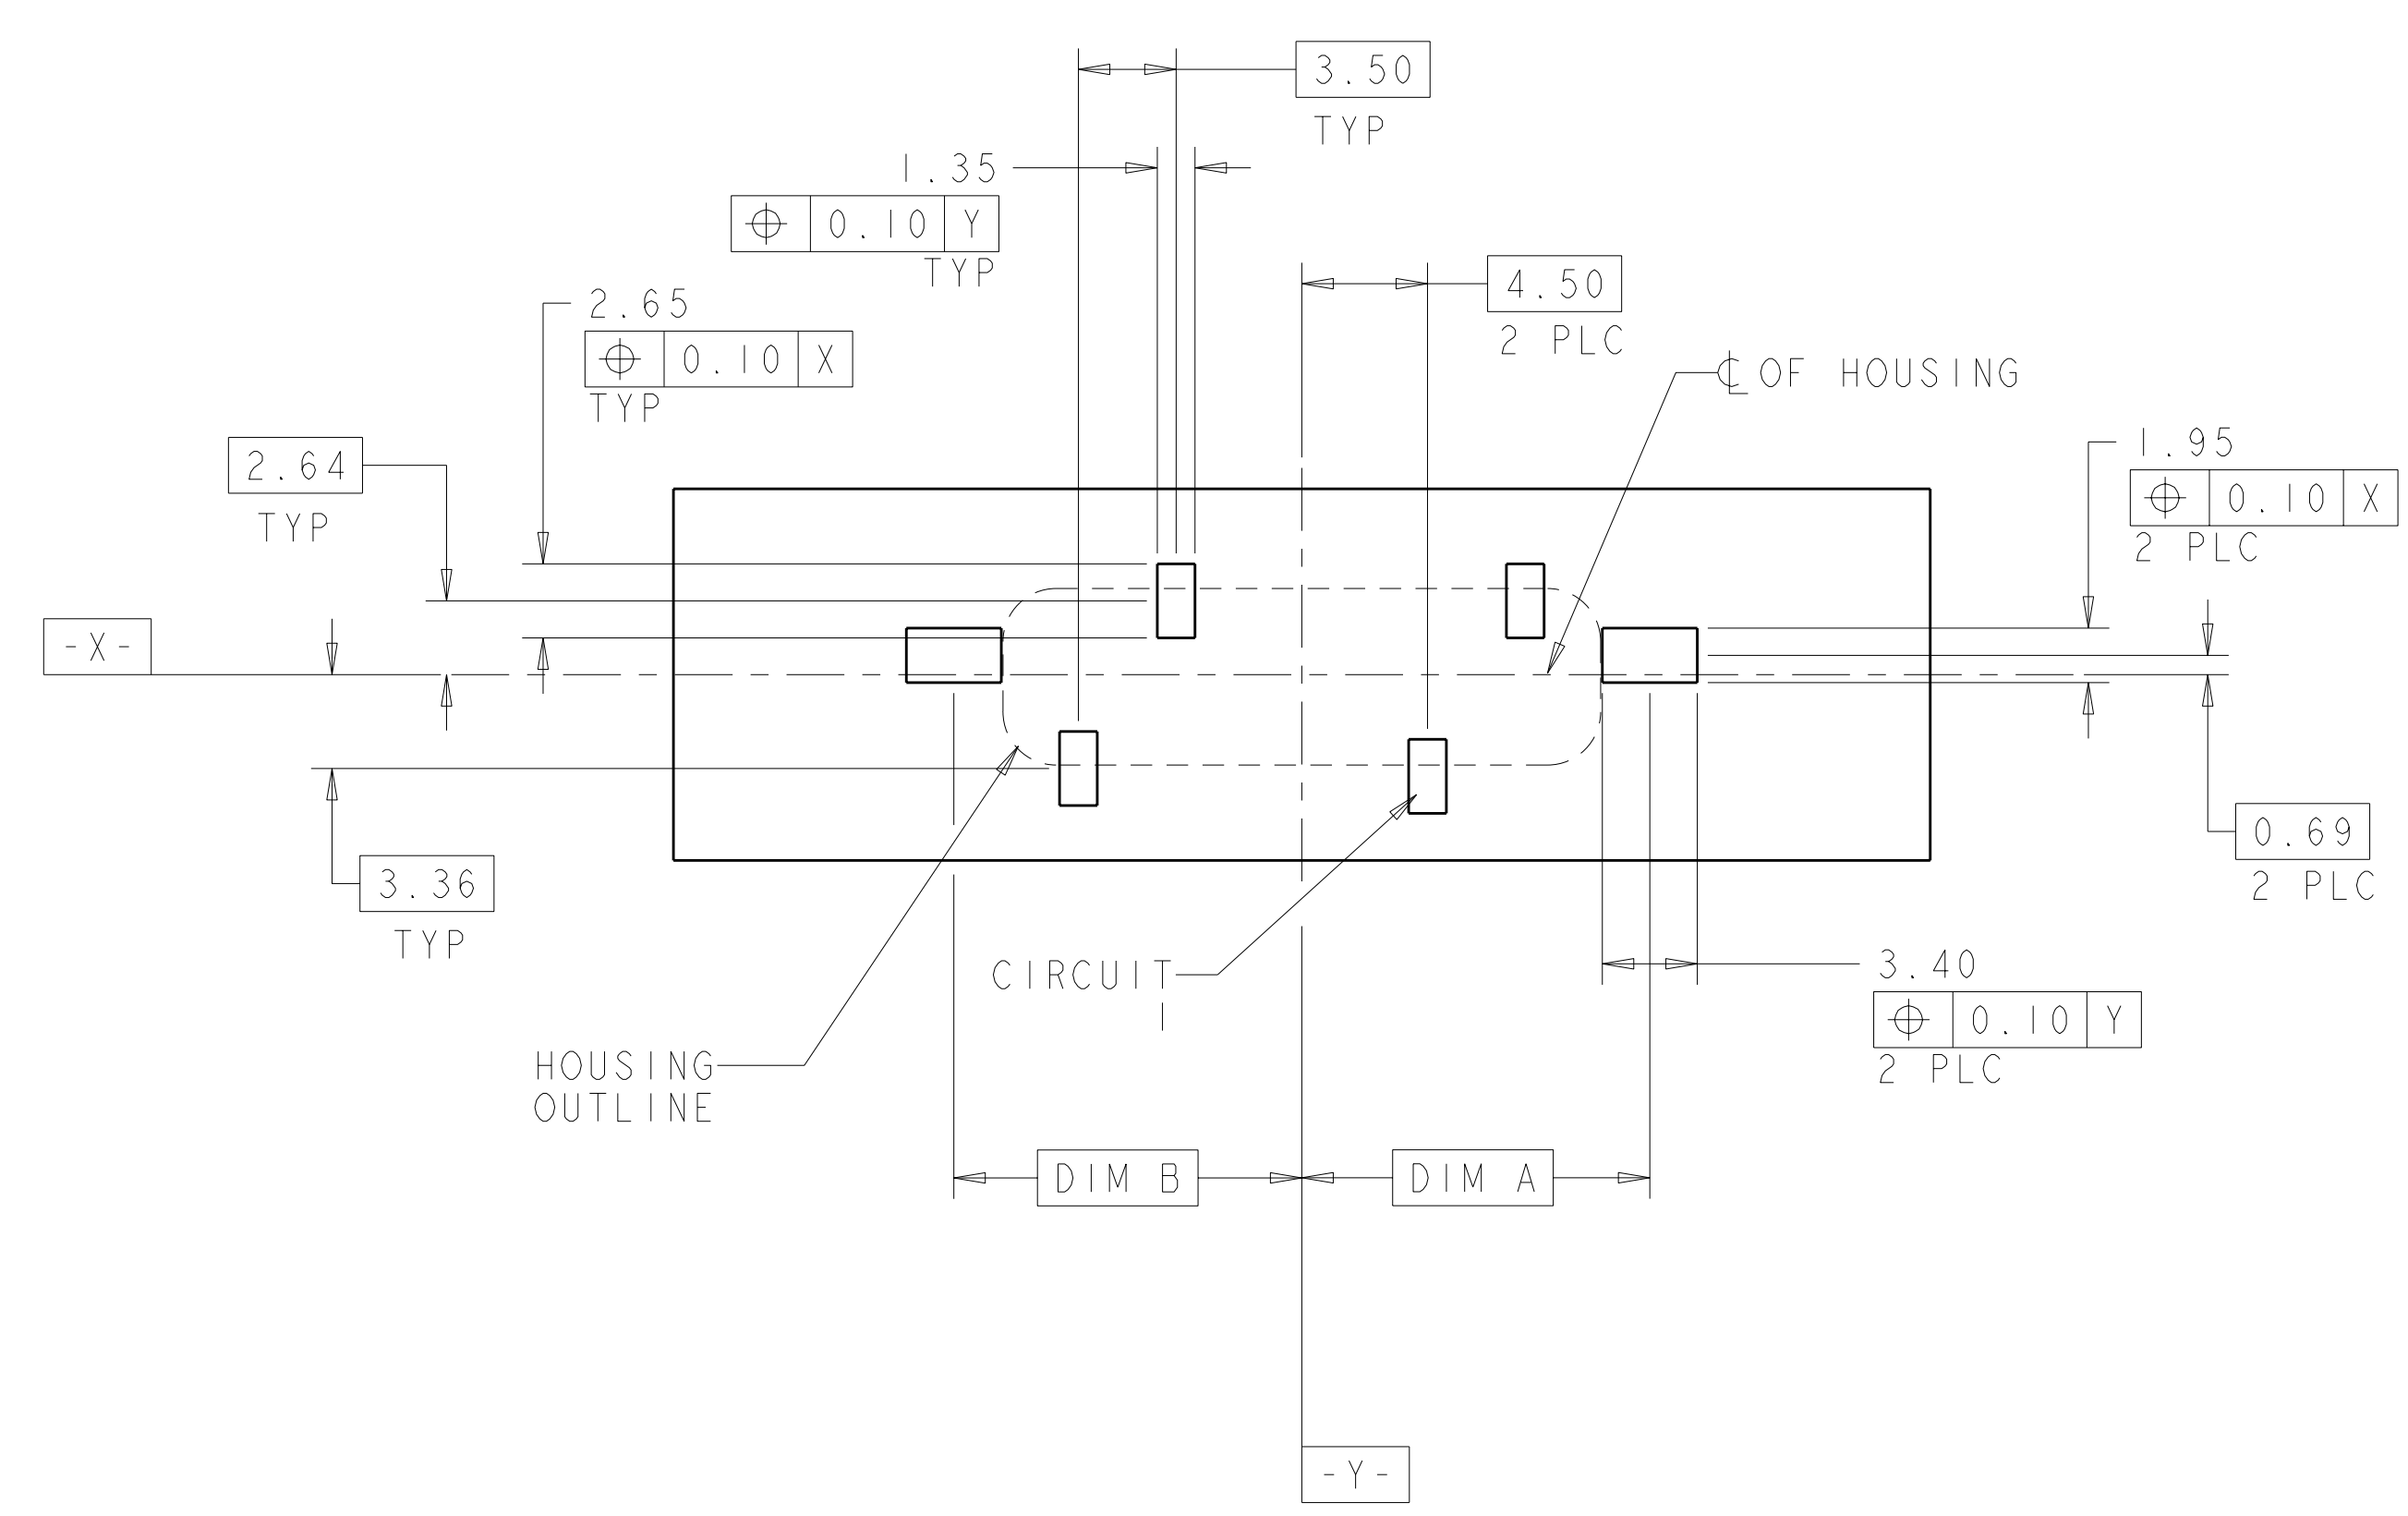 3.50
TYP
1.35
⌖ 0.10 Y
TYP
2.65
⌖ 0.10 X
TYP
4.50
2 PLC
℄ OF HOUSING
2.64
TYP
1.95
⌖ 0.10 X
2 PLC
-X-
0.69
2 PLC
3.36
TYP
CIRCUIT
1
3.40
⌖ 0.10 Y
2 PLC
HOUSING
OUTLINE
DIM B
DIM A
-Y-